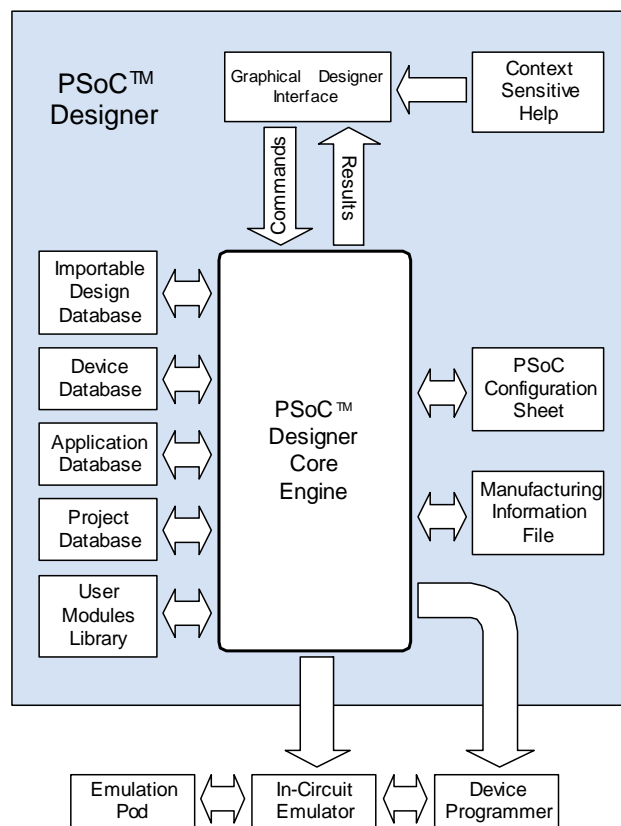 PSoC™
Designer
Graphical Designer
Interface
Context
Sensitive
Help
Commands
Results
Importable
Design
Database
Device
Database
Application
Database
Project
Database
User
Modules
Library
PSoC™
Designer
Core
Engine
PSoC
Configuration
Sheet
Manufacturing
Information
File
Emulation
Pod
In-Circuit
Emulator
Device
Programmer